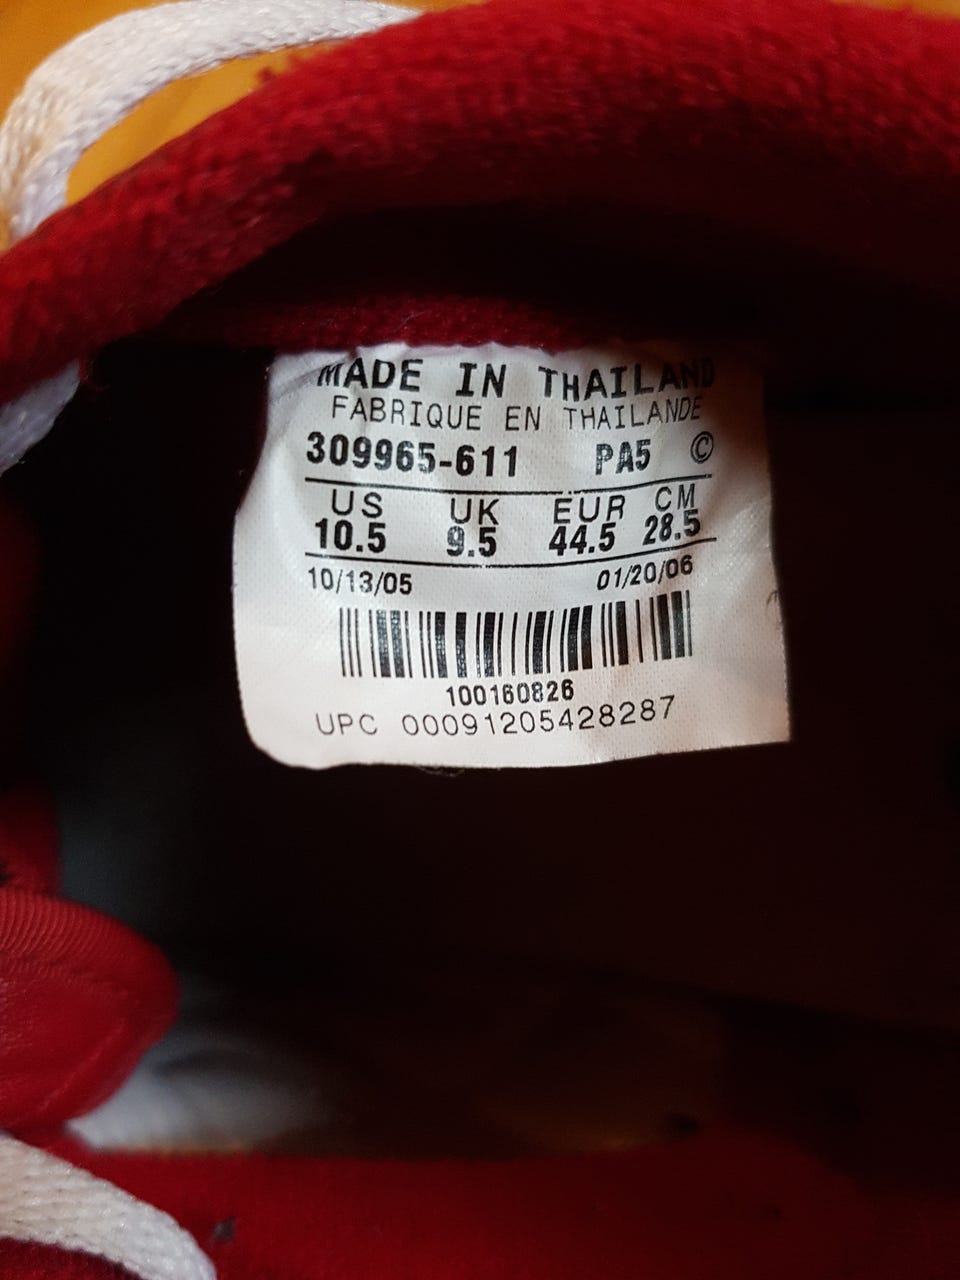 MADE IN THAILAND
FABRIQUE EN THAILANDE
309965-611 PA5 ©
US UK EUR CM
10.5 9.5 44.5 28.5
10/13/05 01/20/06
100160826
UPC 00091205428287